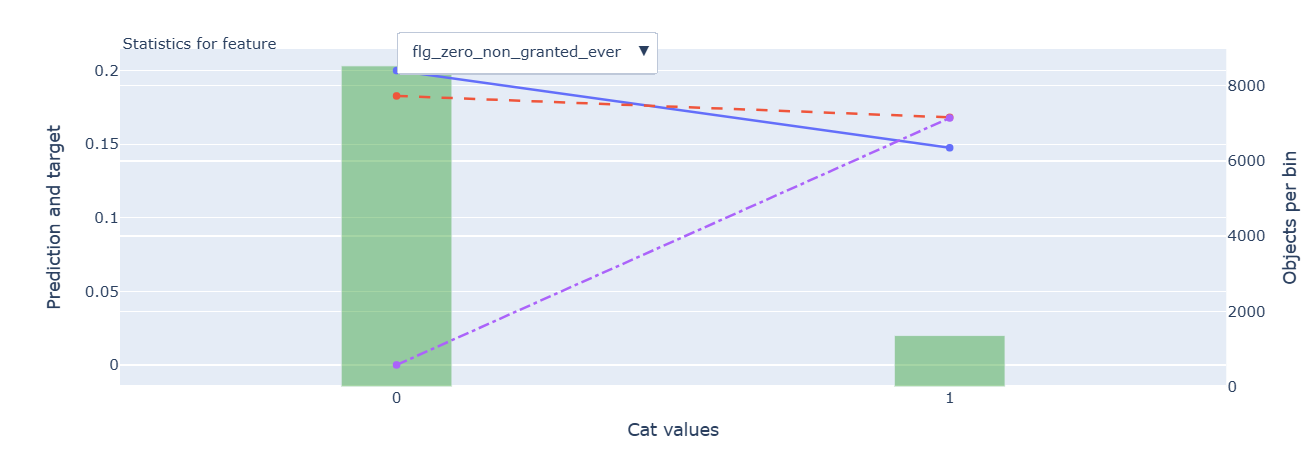 Statistics for feature
flg_zero_non_granted_ever ▼
0.2
0.15
0.1
0.05
0
Prediction and target
8000
6000
4000
2000
0
Objects per bin
0
1
Cat values